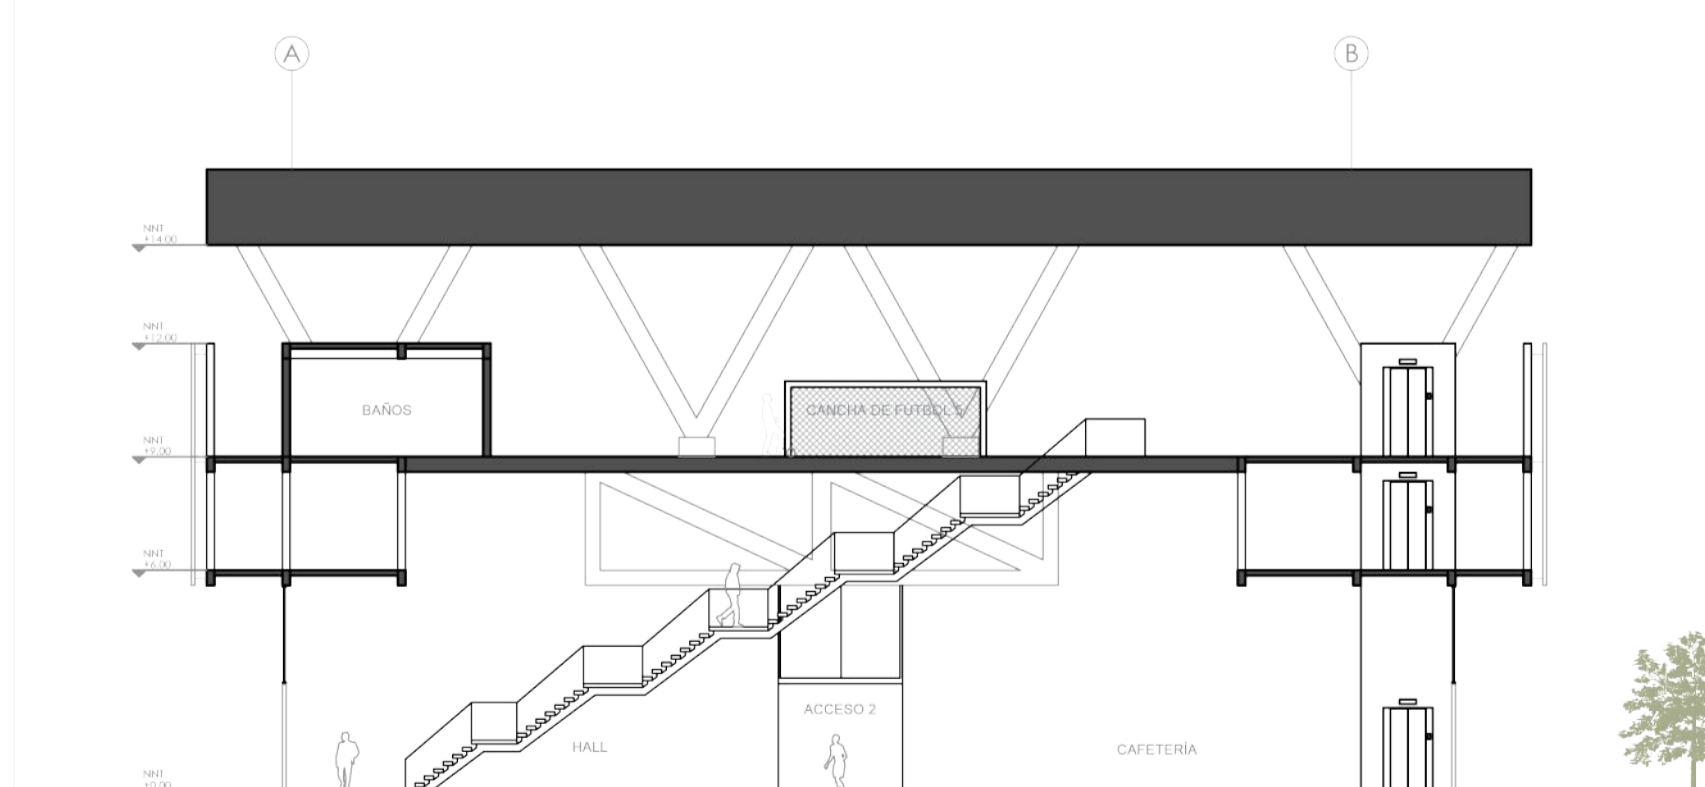 A
B
NNT
+14.00
NNT
+12.00
BAÑOS
CANCHA DE FUTBOL 5
NNT
+9.00
NNT
+6.00
ACCESO 2
HALL
CAFETERÍA
NNT
+0.00